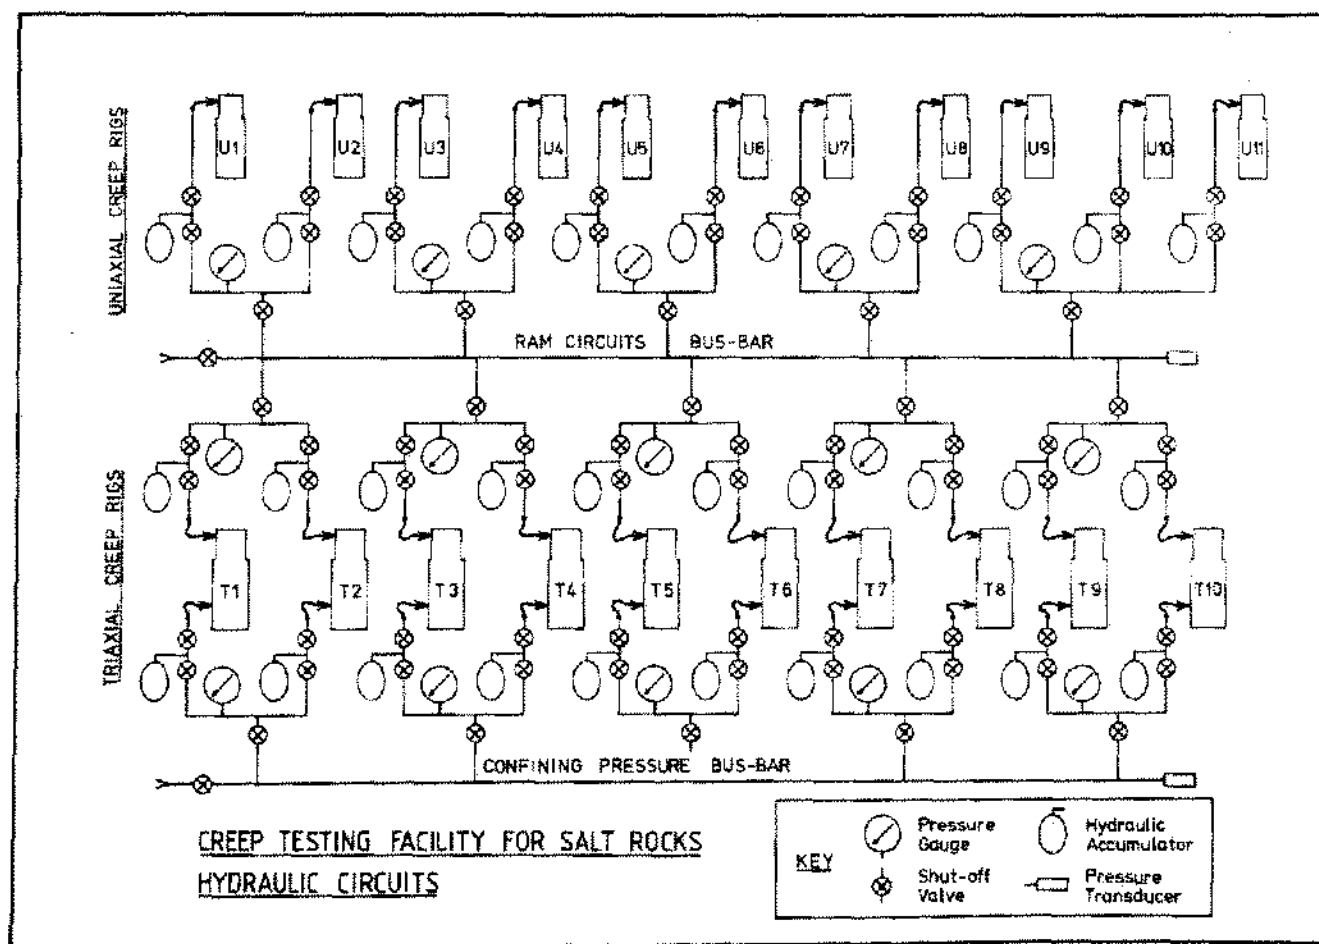 UNIAXIAL CREEP RIGS
U1 U2 U3 U4 U5 U6 U7 U8 U9 U10 U11
RAM CIRCUITS BUS-BAR
TRIAXIAL CREEP RIGS
T1 T2 T3 T4 T5 T6 T7 T8 T9 T10
CONFINING PRESSURE BUS-BAR
CREEP TESTING FACILITY FOR SALT ROCKS
HYDRAULIC CIRCUITS
KEY
Pressure
Gauge
Shut-off
Valve
Hydraulic
Accumulator
Pressure
Transducer